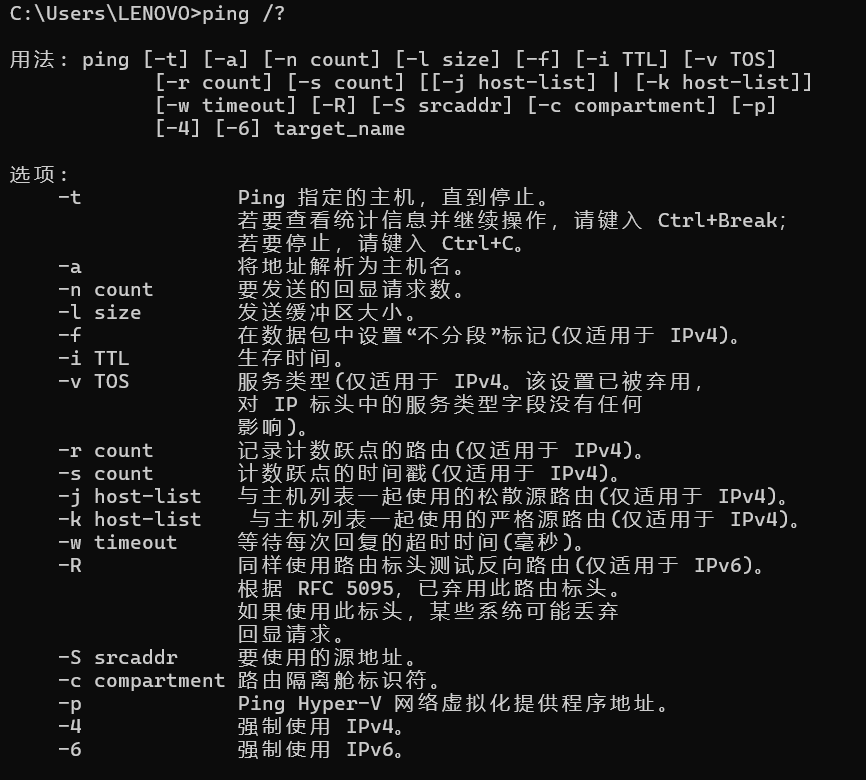 C:\Users\LENOVO>ping /?
用法: ping [-t] [-a] [-n count] [-l size] [-f] [-i TTL] [-v TOS]
[-r count] [-s count] [[-j host-list] | [-k host-list]]
[-w timeout] [-R] [-S srcaddr] [-c compartment] [-p]
[-4] [-6] target_name
选项:
-t Ping 指定的主机，直到停止。
若要查看统计信息并继续操作，请键入 Ctrl+Break;
若要停止，请键入 Ctrl+C。
-a 将地址解析为主机名。
-n count 要发送的回显请求数。
-l size 发送缓冲区大小。
-f 在数据包中设置“不分段”标记(仅适用于 IPv4)。
-i TTL 生存时间。
-v TOS 服务类型(仅适用于 IPv4。该设置已被弃用，
对 IP 标头中的服务类型字段没有任何
影响)。
-r count 记录计数跃点的路由(仅适用于 IPv4)。
-s count 计数跃点的时间戳(仅适用于 IPv4)。
-j host-list 与主机列表一起使用的松散源路由(仅适用于 IPv4)。
-k host-list 与主机列表一起使用的严格源路由(仅适用于 IPv4)。
-w timeout 等待每次回复的超时时间(毫秒)。
-R 同样使用路由标头测试反向路由(仅适用于 IPv6)。
根据 RFC 5095，已弃用此路由标头。
如果使用此标头，某些系统可能丢弃
回显请求。
-S srcaddr 要使用的源地址。
-c compartment 路由隔离舱标识符。
-p Ping Hyper-V 网络虚拟化提供程序地址。
-4 强制使用 IPv4。
-6 强制使用 IPv6。